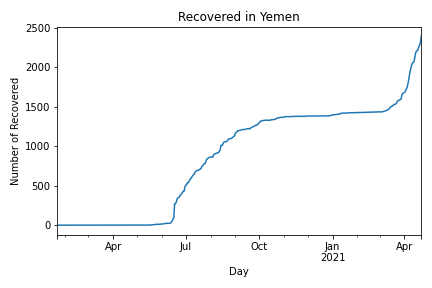 Recovered in Yemen
Number of Recovered
2500
2000
1500
1000
500
0
Apr
Jul
Oct
Jan
2021
Apr
Day